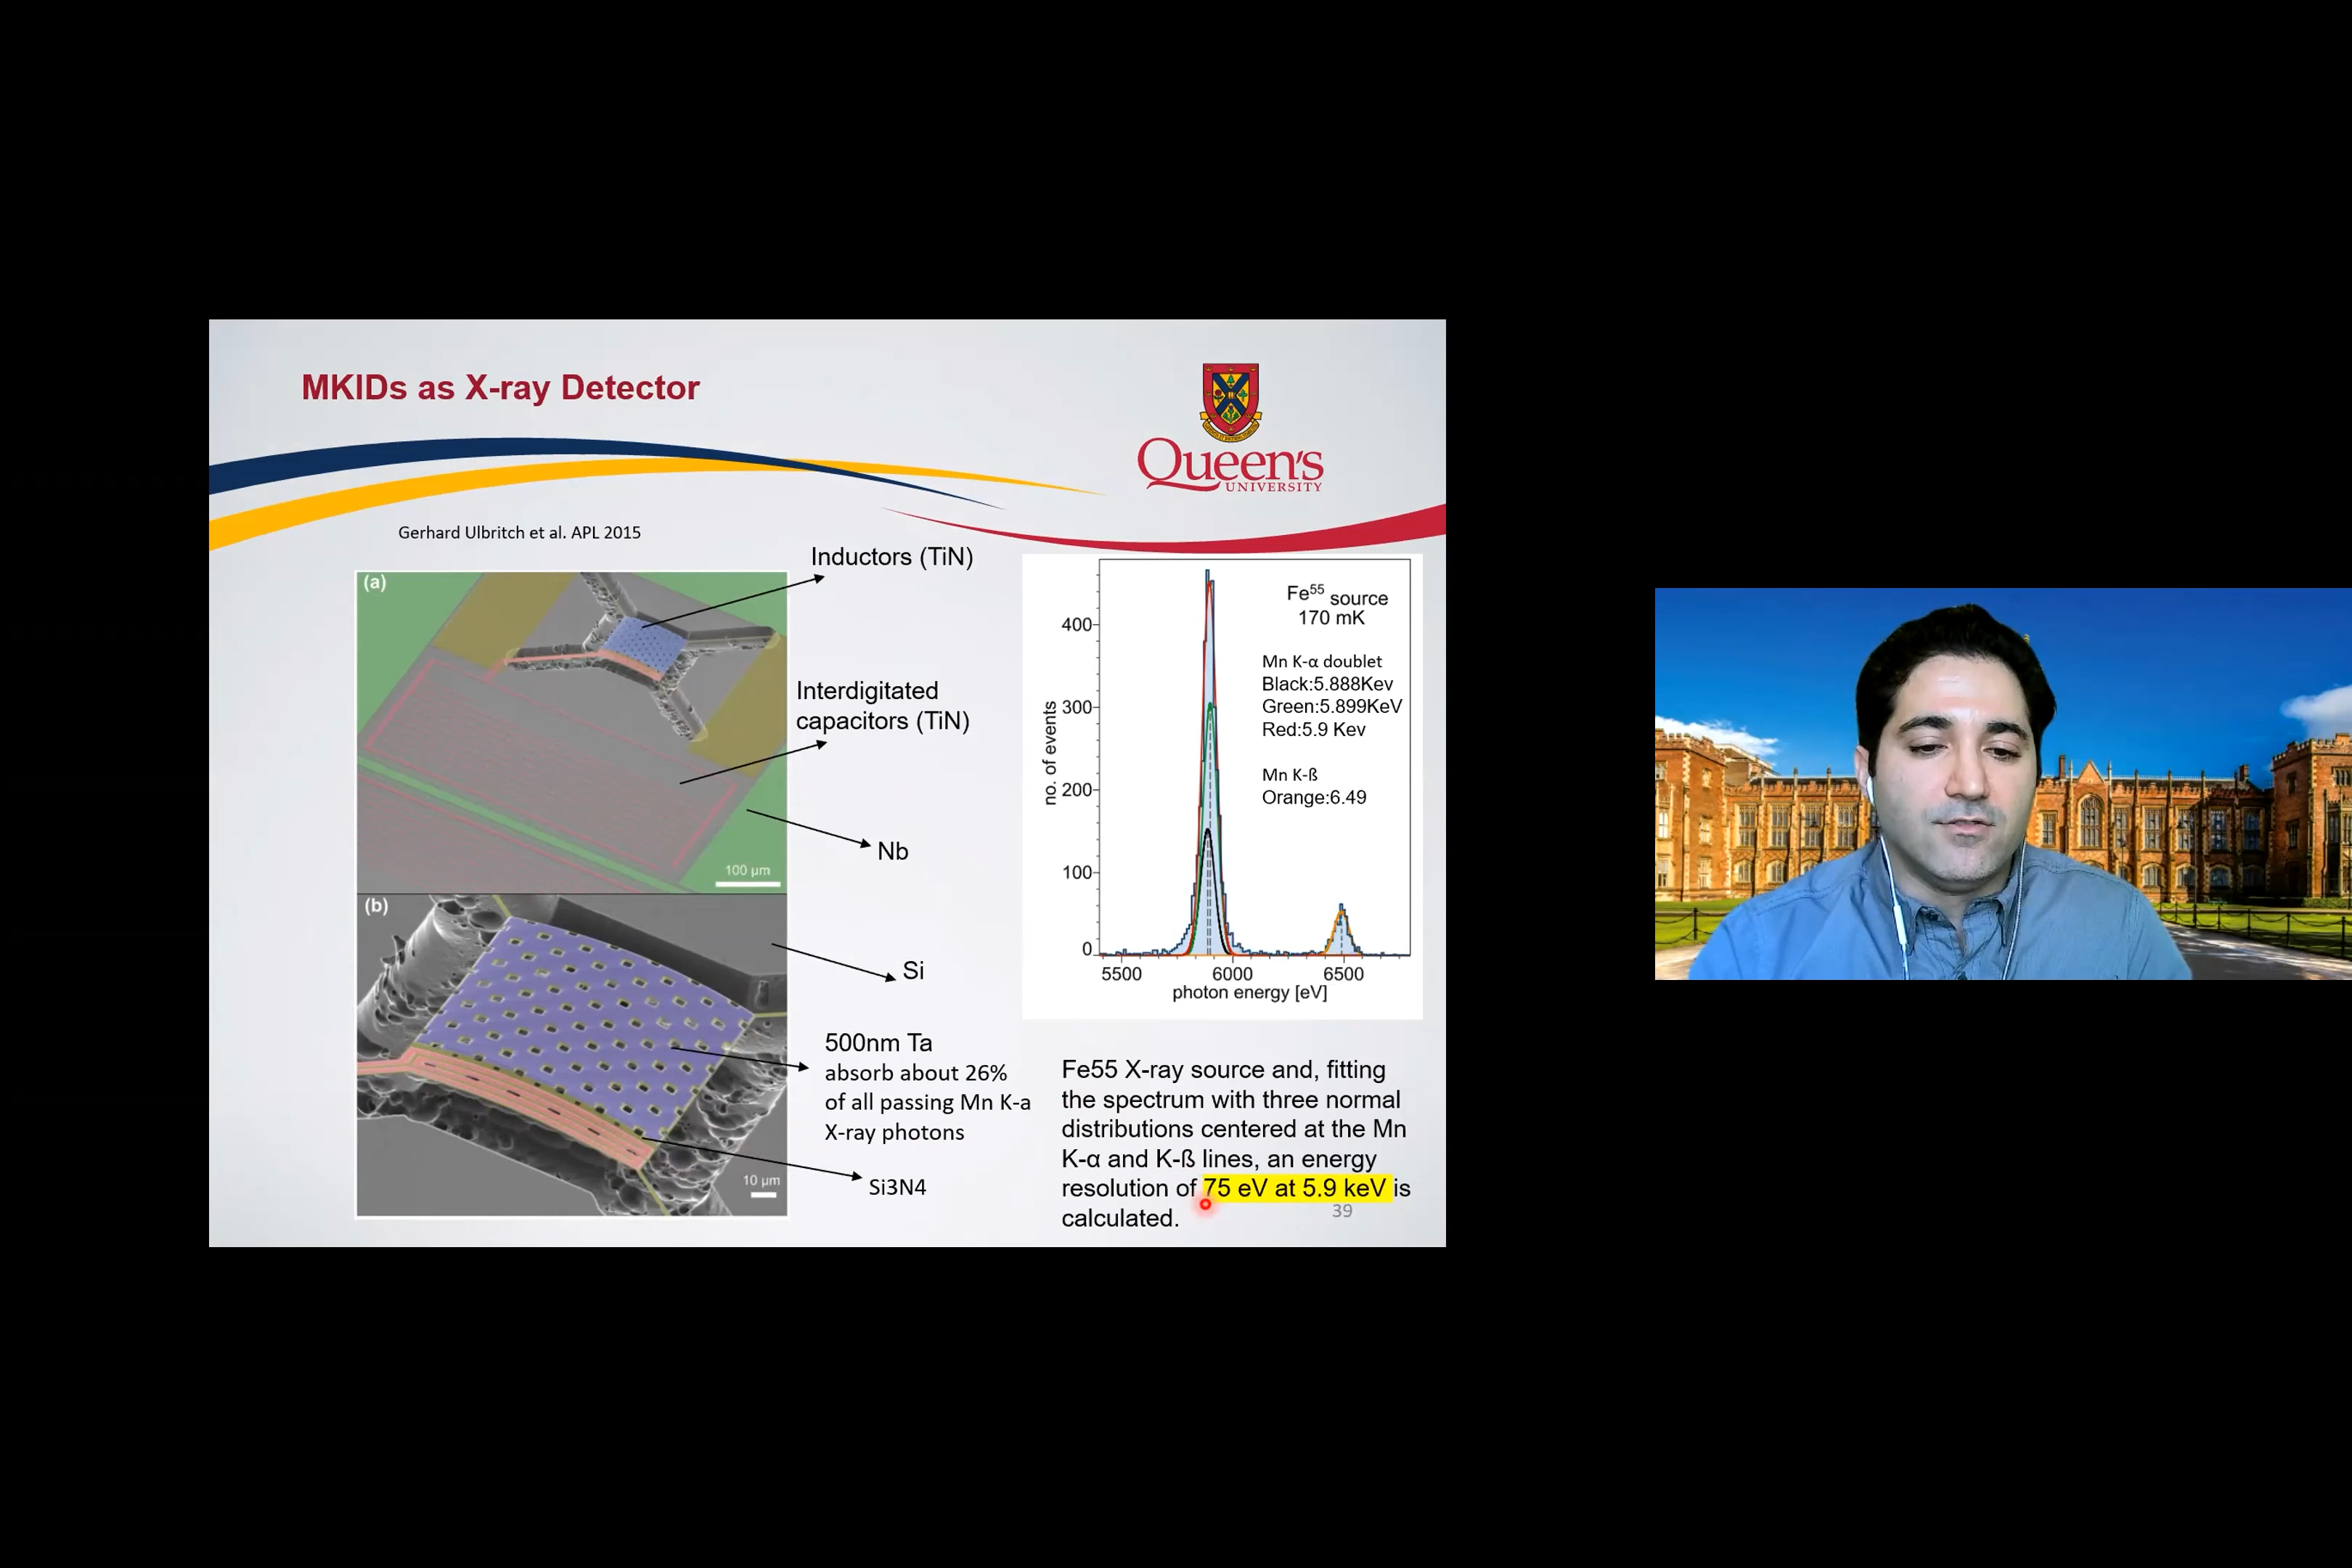 MKIDs as X-ray Detector
Queen's
UNIVERSITY
Gerhard Ulbritch et al. APL 2015
(a)
100 µm
(b)
10 µm
Inductors (TiN)
Interdigitated
capacitors (TiN)
Nb
Si
500nm Ta
absorb about 26%
of all passing Mn K-a
X-ray photons
Si3N4
no. of events
400
300
200
100
0
5500 6000 6500
photon energy [eV]
Fe55 source
170 mK
Mn K-α doublet
Black:5.888Kev
Green:5.899KeV
Red:5.9 Kev
Mn K-ß
Orange:6.49
Fe55 X-ray source and, fitting
the spectrum with three normal
distributions centered at the Mn
K-α and K-ß lines, an energy
resolution of 75 eV at 5.9 keV is
calculated.
39